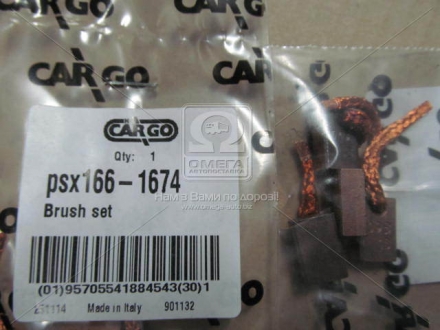 CARGO
CARGO
Qty: 1
psx166-1674
Brush set
(01)95705541884543(30)1
Made in Italy 901132
ОМЕГА
АВТОПОСТАВКА
Нам з Вами по дорозі!